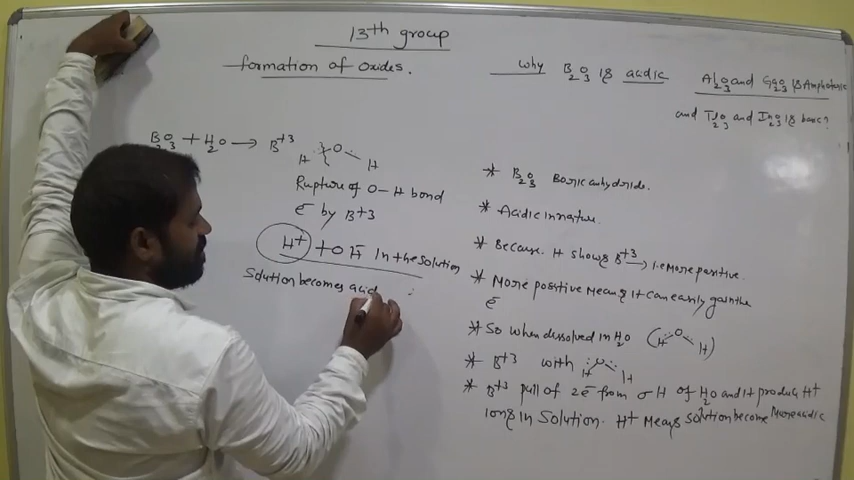 13th group
formation of oxides.
why B2O3 is acidic Al2O3 and Ga2O3 is Amphoteric
and Tl2O3 and In2O3 is basic?
B2O3 + H2O → B+3
H O H
Rupture of O-H bond
e- by B+3
H+ + OH- In the solution
Solution becomes acid
* B2O3 Boric anhydride.
* Acidic in nature.
* Because. It shows B+3 → i.e More positive.
* More positive means it can easily gain the
e-
* So when dissolved in H2O (H O H)
* B+3 with H O H
* B+3 pull of 2e- from OH of H2O and it produce H+
ions in Solution. H+ Means solution become More acidic